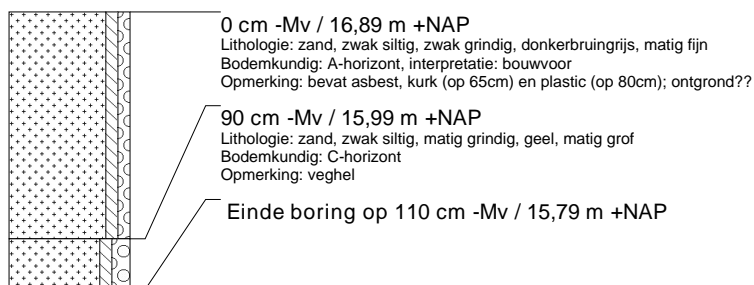 0 cm -Mv / 16,89 m +NAP
Lithologie: zand, zwak siltig, zwak grindig, donkerbruingrijs, matig fijn
Bodemkundig: A-horizont, interpretatie: bouwvoor
Opmerking: bevat asbest, kurk (op 65cm) en plastic (op 80cm); ontgrond??
90 cm -Mv / 15,99 m +NAP
Lithologie: zand, zwak siltig, matig grindig, geel, matig grof
Bodemkundig: C-horizont
Opmerking: veghel
Einde boring op 110 cm -Mv / 15,79 m +NAP